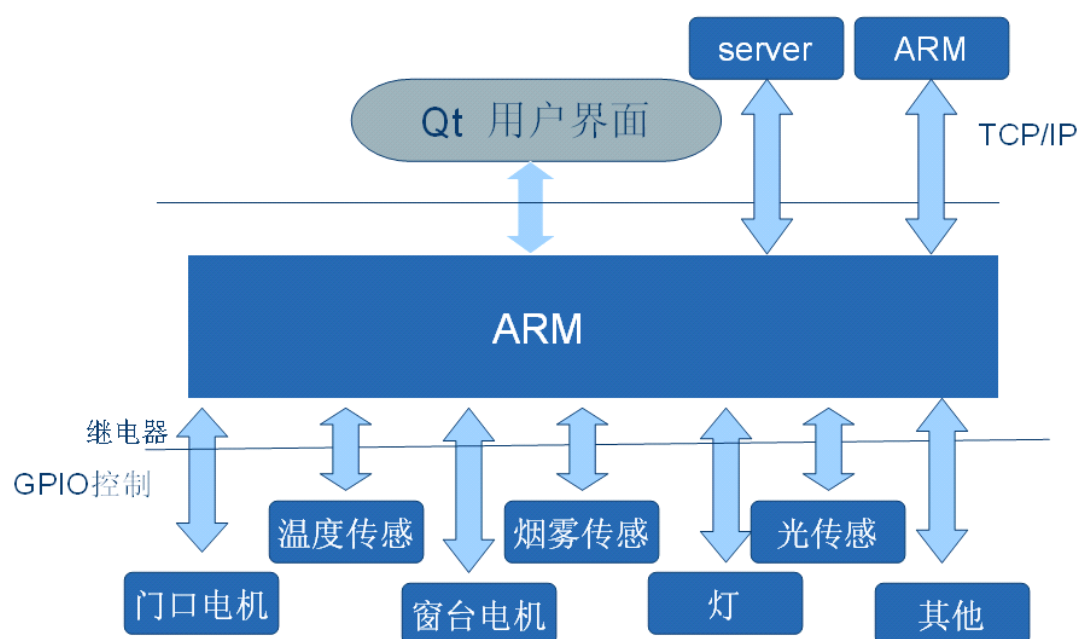 server
ARM
Qt 用户界面
TCP/IP
ARM
继电器
GPIO控制
温度传感
烟雾传感
光传感
门口电机
窗台电机
灯
其他